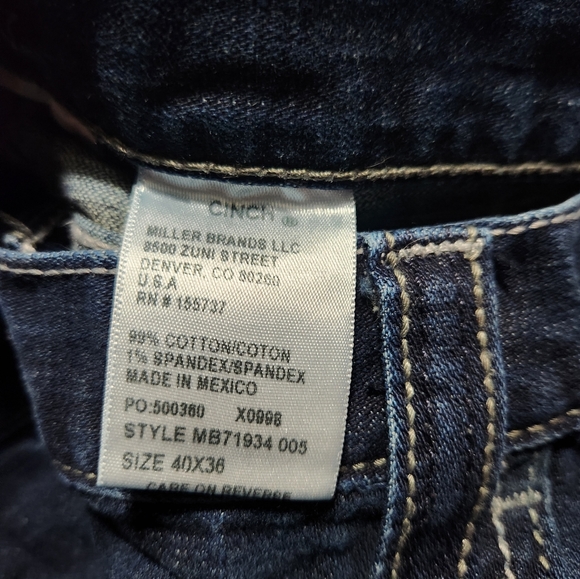 CINCH ®
MILLER BRANDS LLC
8500 ZUNI STREET
DENVER, CO 80260
U.S.A
RN # 155737
99% COTTON/COTON
1% SPANDEX/SPANDEX
MADE IN MEXICO
PO:500360 X0998
STYLE MB71934 005
SIZE 40X36
CARE ON REVERSE